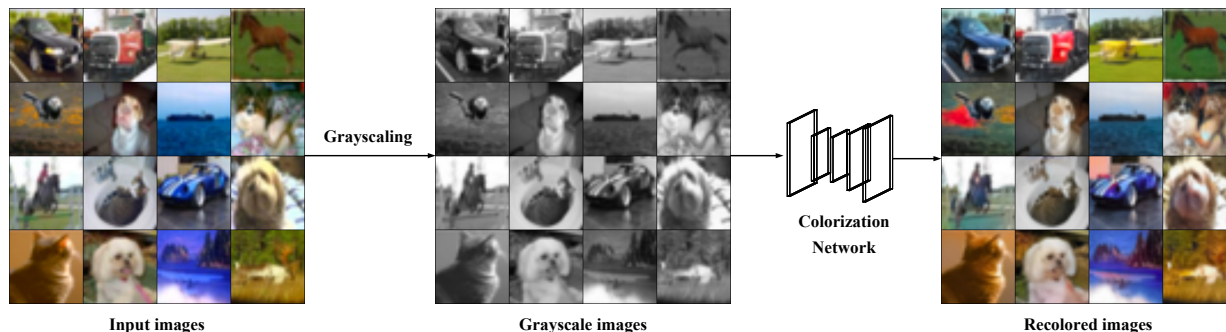 Grayscaling
Colorization
Network
Input images
Grayscale images
Recolored images